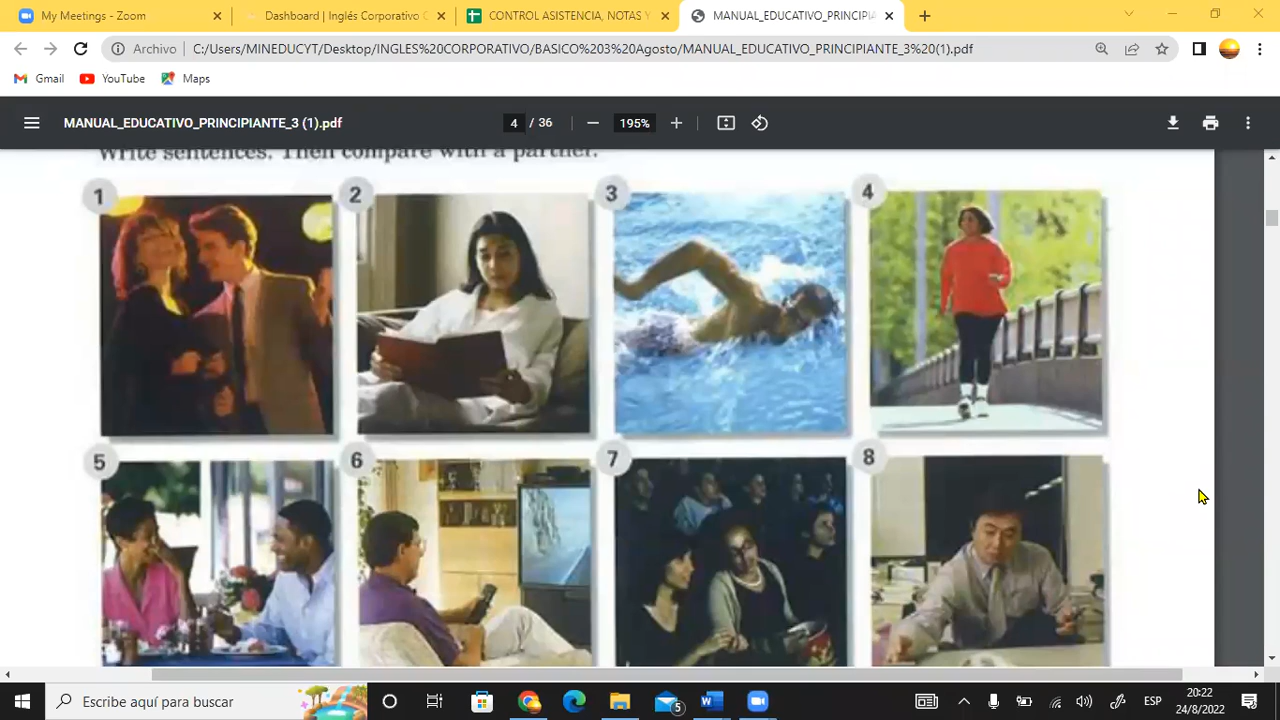 My Meetings - Zoom
Dashboard | Inglés Corporativo C
CONTROL ASISTENCIA, NOTAS Y
MANUAL_EDUCATIVO_PRINCIPIA
Archivo
C:/Users/MINEDUCYT/Desktop/INGLES%20CORPORATIVO/BASICO%203%20Agosto/MANUAL_EDUCATIVO_PRINCIPIANTE_3%20(1).pdf
Gmail
YouTube
Maps
MANUAL_EDUCATIVO_PRINCIPIANTE_3 (1).pdf
4 / 36
195%
Write sentences. Then compare with a partner.
1
2
3
4
5
6
7
8
Escribe aquí para buscar
5
ESP
20:22
24/8/2022